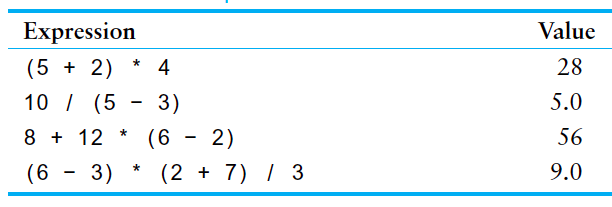 Expression Value
(5 + 2) * 4 28
10 / (5 - 3) 5.0
8 + 12 * (6 - 2) 56
(6 - 3) * (2 + 7) / 3 9.0